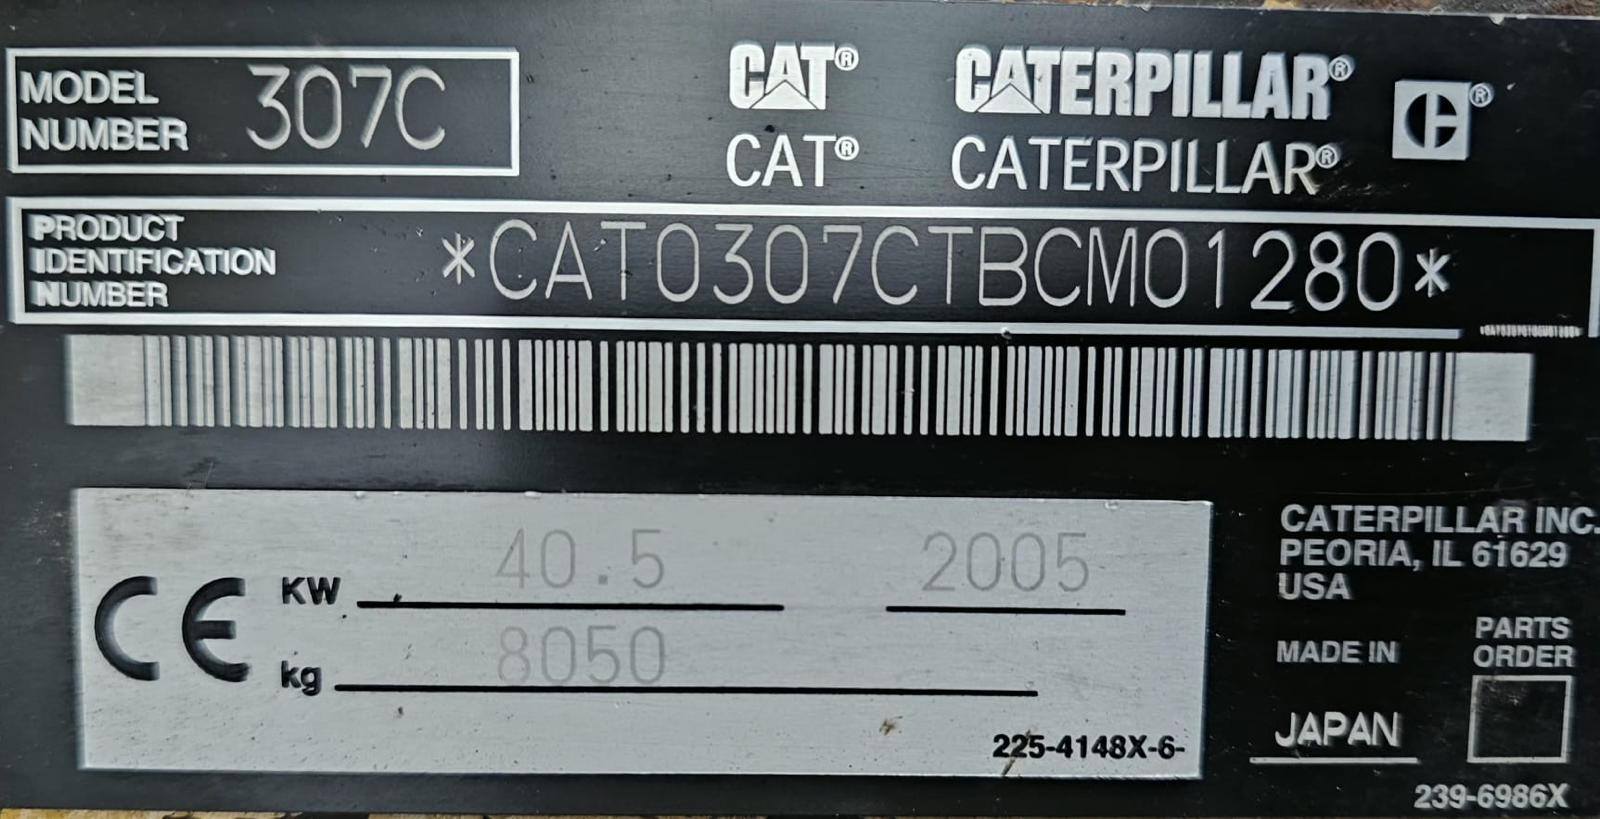 MODEL
NUMBER
307C
CAT® CATERPILLAR® ®
CAT® CATERPILLAR®
PRODUCT
IDENTIFICATION
NUMBER
*CAT0307CTBCM01280*
CE
KW 40.5 2005
kg 8050
225-4148X-6-
CATERPILLAR INC.
PEORIA, IL 61629
USA
MADE IN
JAPAN
PARTS
ORDER
239-6986X